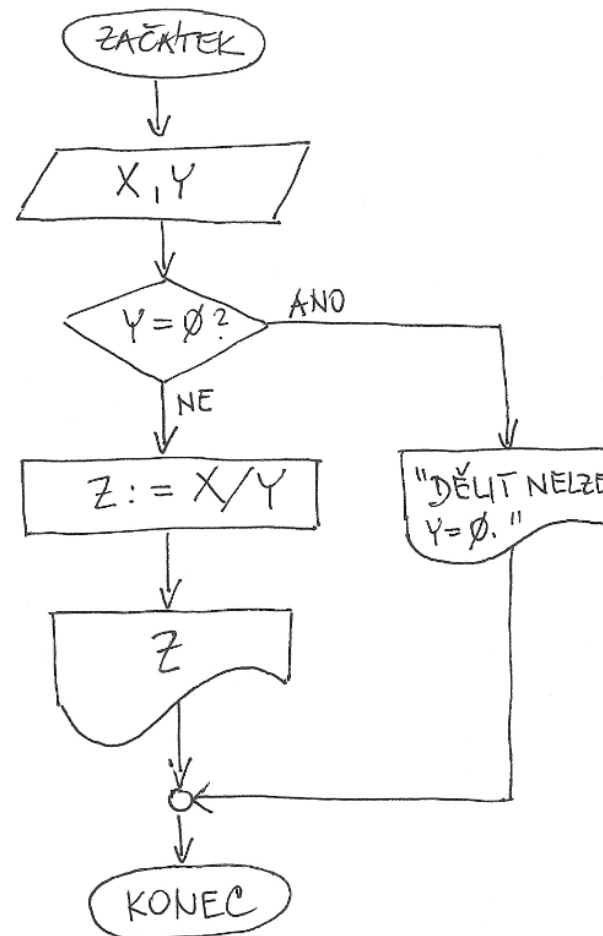 ZAČÁTEK
X, Y
Y=Ø?
ANO
NE
Z := X/Y
"DĚLIT NELZE
Y=Ø."
Z
KONEC